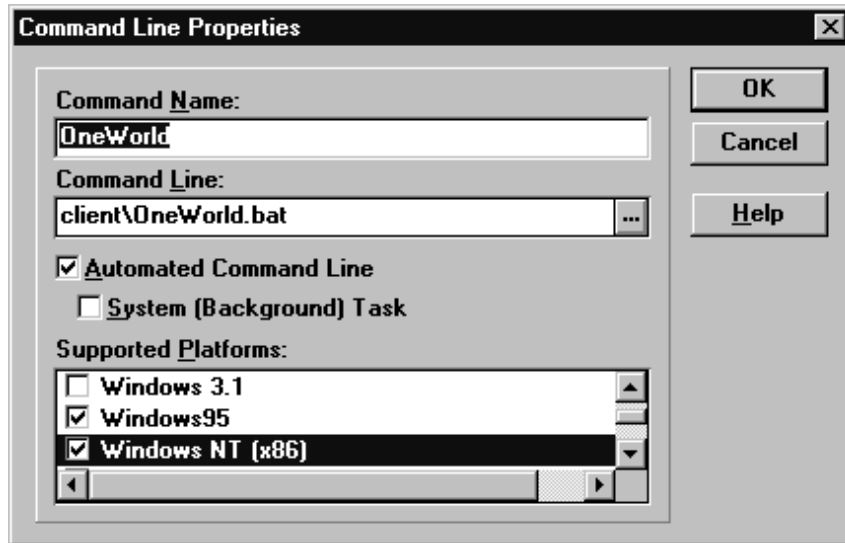 Command Line Properties
Command Name:
OneWorld
Command Line:
client\OneWorld.bat
...
Automated Command Line
System (Background) Task
Supported Platforms:
Windows 3.1
Windows95
Windows NT (x86)
OK
Cancel
Help